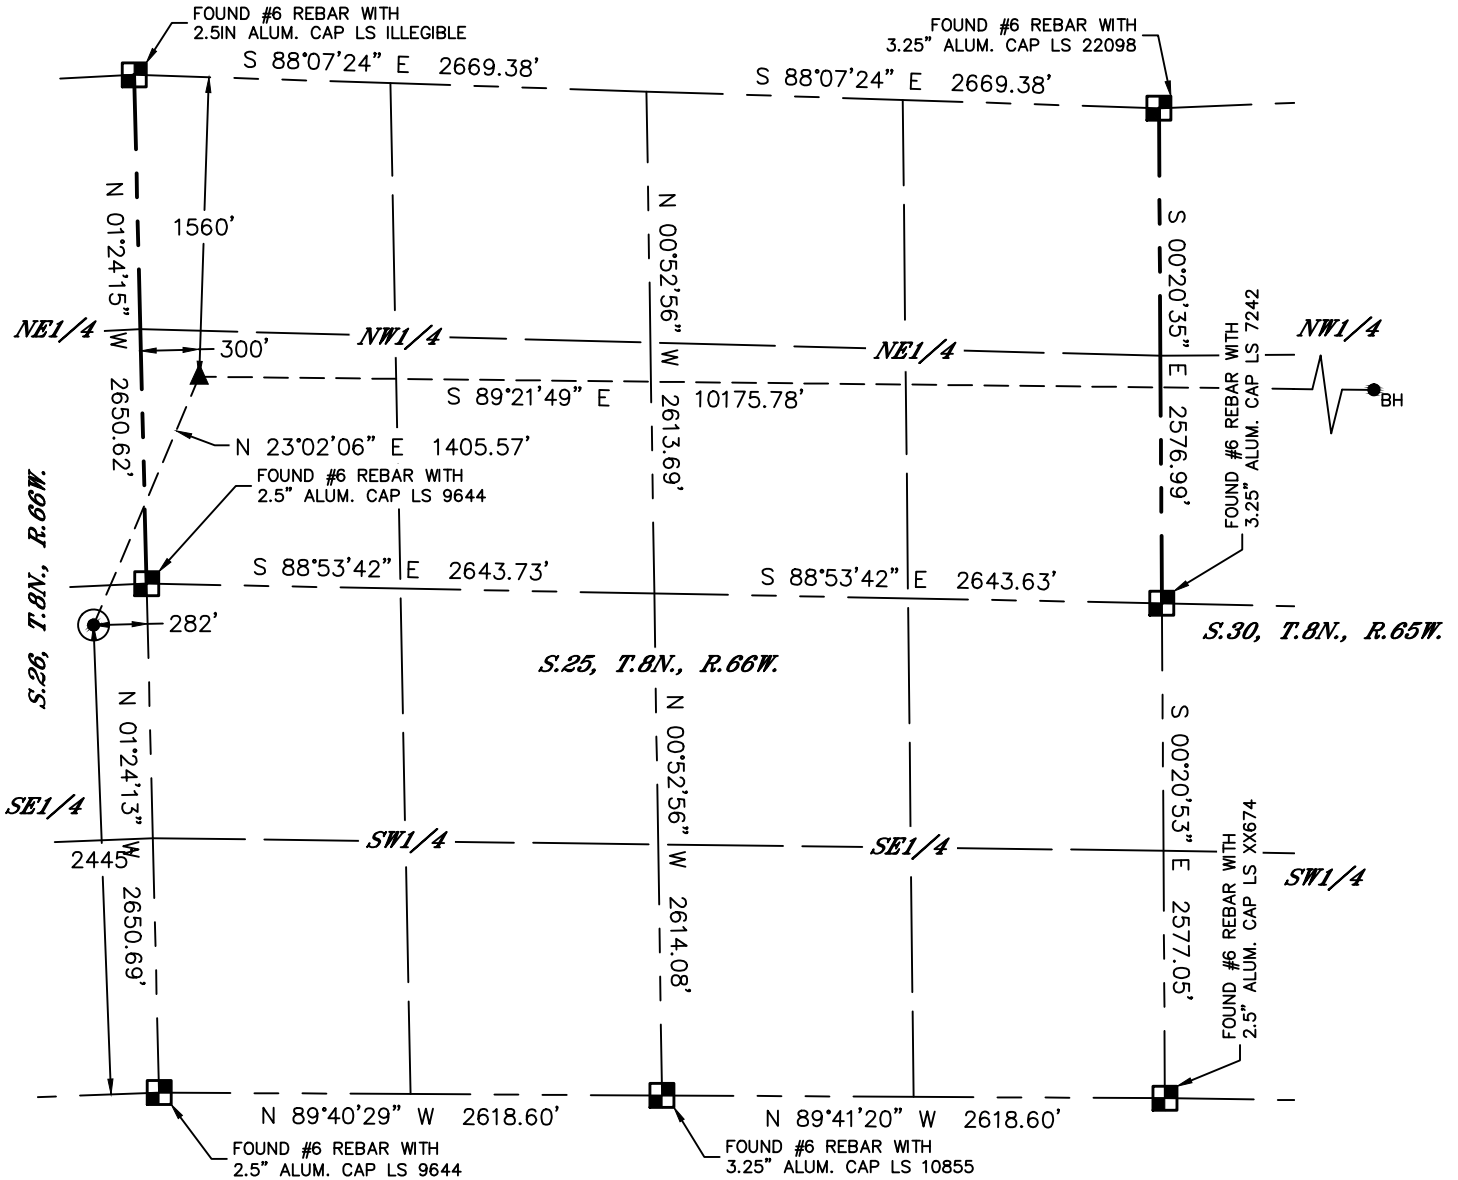 FOUND #6 REBAR WITH
2.5IN ALUM. CAP LS ILLEGIBLE
FOUND #6 REBAR WITH
3.25" ALUM. CAP LS 22098
S 88°07'24" E 2669.38'
S 88°07'24" E 2669.38'
N 01°24'15" W 2650.62'
1560'
N 00°52'56" W 2613.69'
S 00°20'35" E 2576.99'
FOUND #6 REBAR WITH
3.25" ALUM. CAP LS 7242
NE1/4
NW1/4
NE1/4
NW1/4
300'
S 89°21'49" E 10175.78'
BH
N 23°02'06" E 1405.57'
FOUND #6 REBAR WITH
2.5" ALUM. CAP LS 9644
S.26, T.8N., R.66W.
S 88°53'42" E 2643.73'
S 88°53'42" E 2643.63'
282'
S.30, T.8N., R.65W.
S.25, T.8N., R.66W.
N 01°24'13" W 2650.69'
N 00°52'56" W 2614.08'
S 00°20'53" E 2577.05'
SE1/4
SW1/4
SE1/4
SW1/4
2445'
FOUND #6 REBAR WITH
2.5" ALUM. CAP LS XX674
N 89°40'29" W 2618.60'
N 89°41'20" W 2618.60'
FOUND #6 REBAR WITH
2.5" ALUM. CAP LS 9644
FOUND #6 REBAR WITH
3.25" ALUM. CAP LS 10855